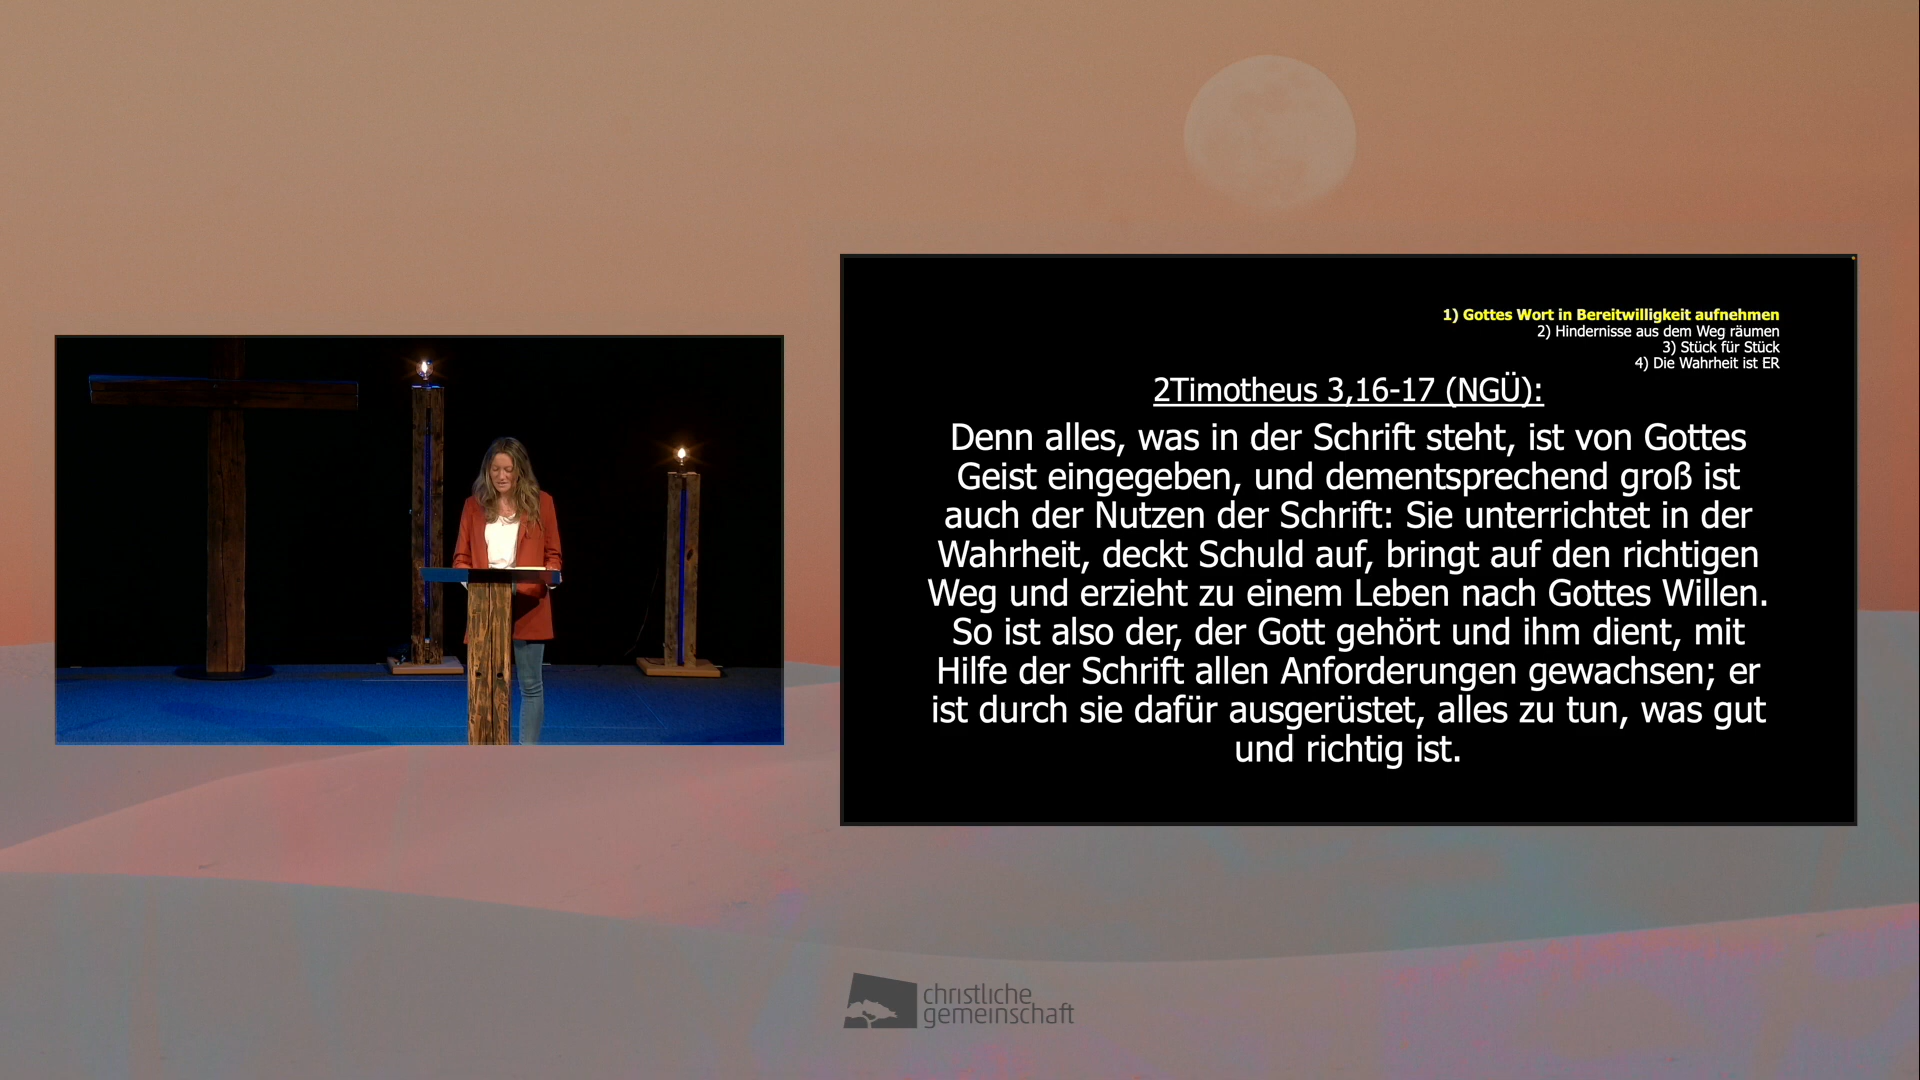 1) Gottes Wort in Bereitwilligkeit aufnehmen
2) Hindernisse aus dem Weg räumen
3) Stück für Stück
4) Die Wahrheit ist ER
2Timotheus 3,16-17 (NGÜ):
Denn alles, was in der Schrift steht, ist von Gottes
Geist eingegeben, und dementsprechend groß ist
auch der Nutzen der Schrift: Sie unterrichtet in der
Wahrheit, deckt Schuld auf, bringt auf den richtigen
Weg und erzieht zu einem Leben nach Gottes Willen.
So ist also der, der Gott gehört und ihm dient, mit
Hilfe der Schrift allen Anforderungen gewachsen; er
ist durch sie dafür ausgerüstet, alles zu tun, was gut
und richtig ist.
christliche
gemeinschaft